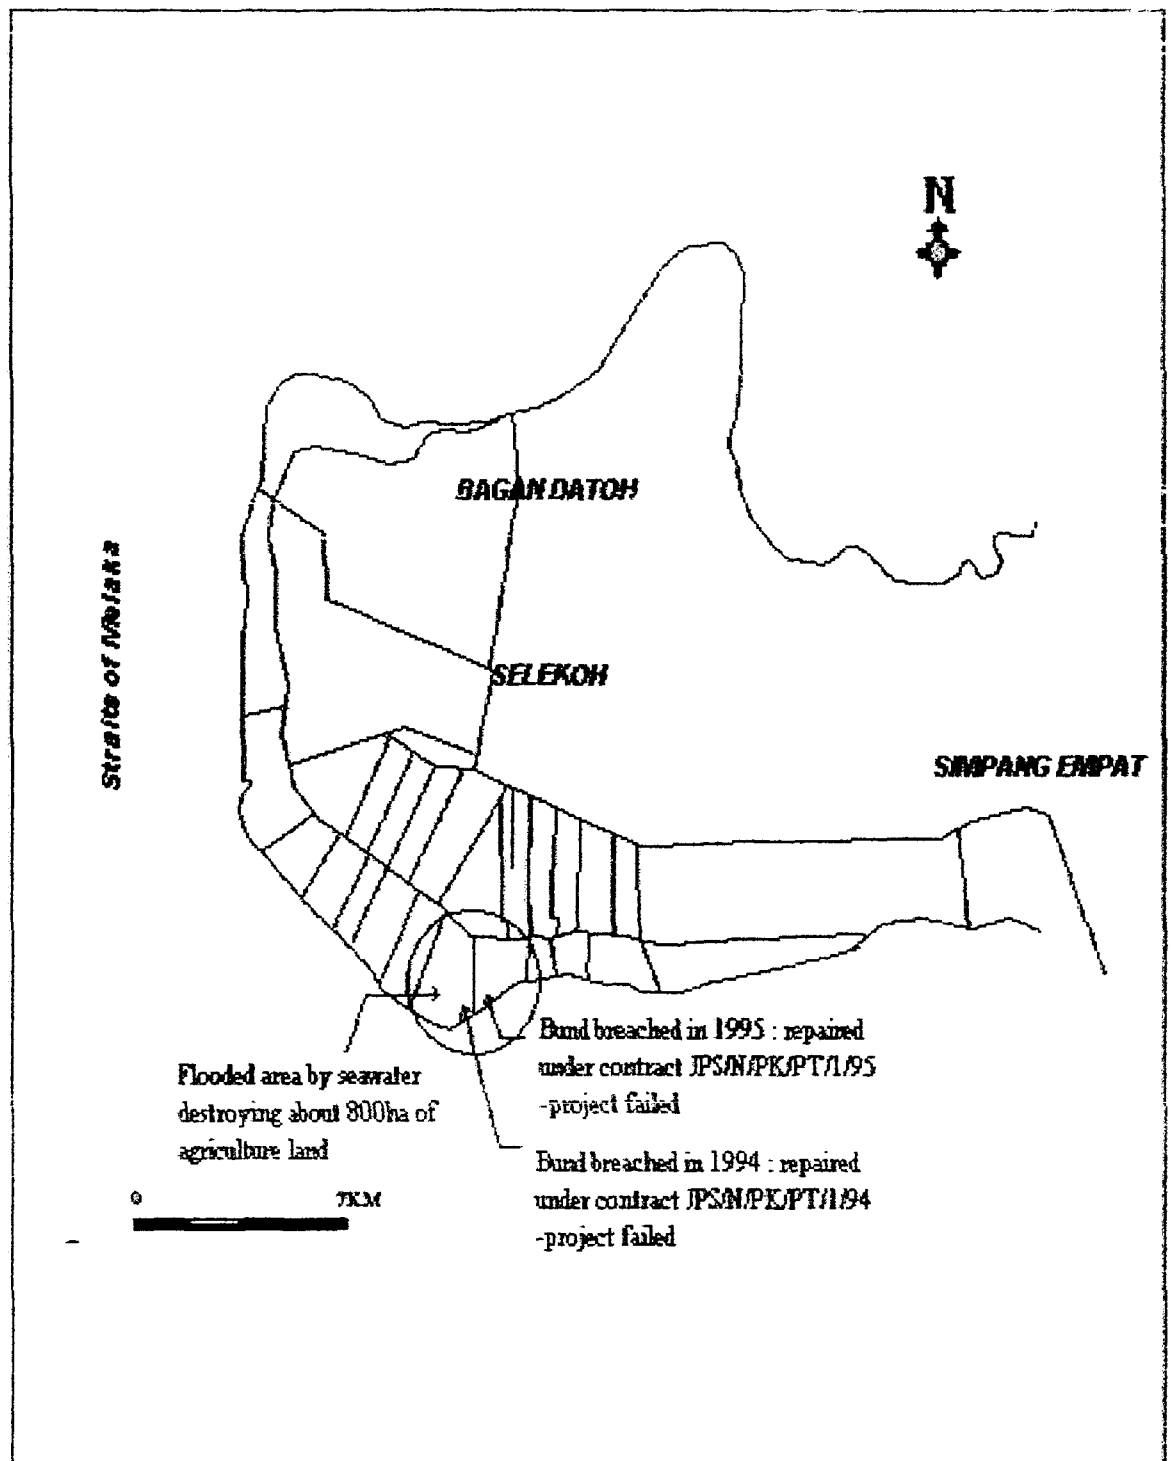 N
BAGAN DATOH
Straits of Melaka
SELEKOH
SIMPANG EMPAT
Bund breached in 1995 : repaired
under contract JPS/N/PK/PT/1/95
-project failed
Flooded area by seawater
destroying about 800ha of
agriculture land
Bund breached in 1994 : repaired
under contract JPS/N/PK/PT/1/94
-project failed
0 7KM